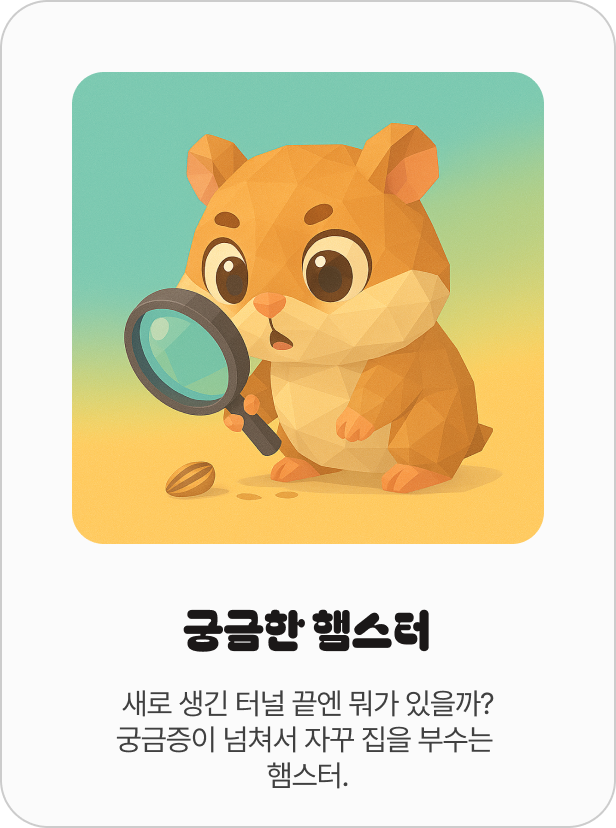 궁금한 햄스터
새로 생긴 터널 끝엔 뭐가 있을까?
궁금증이 넘쳐서 자꾸 집을 부수는
햄스터.